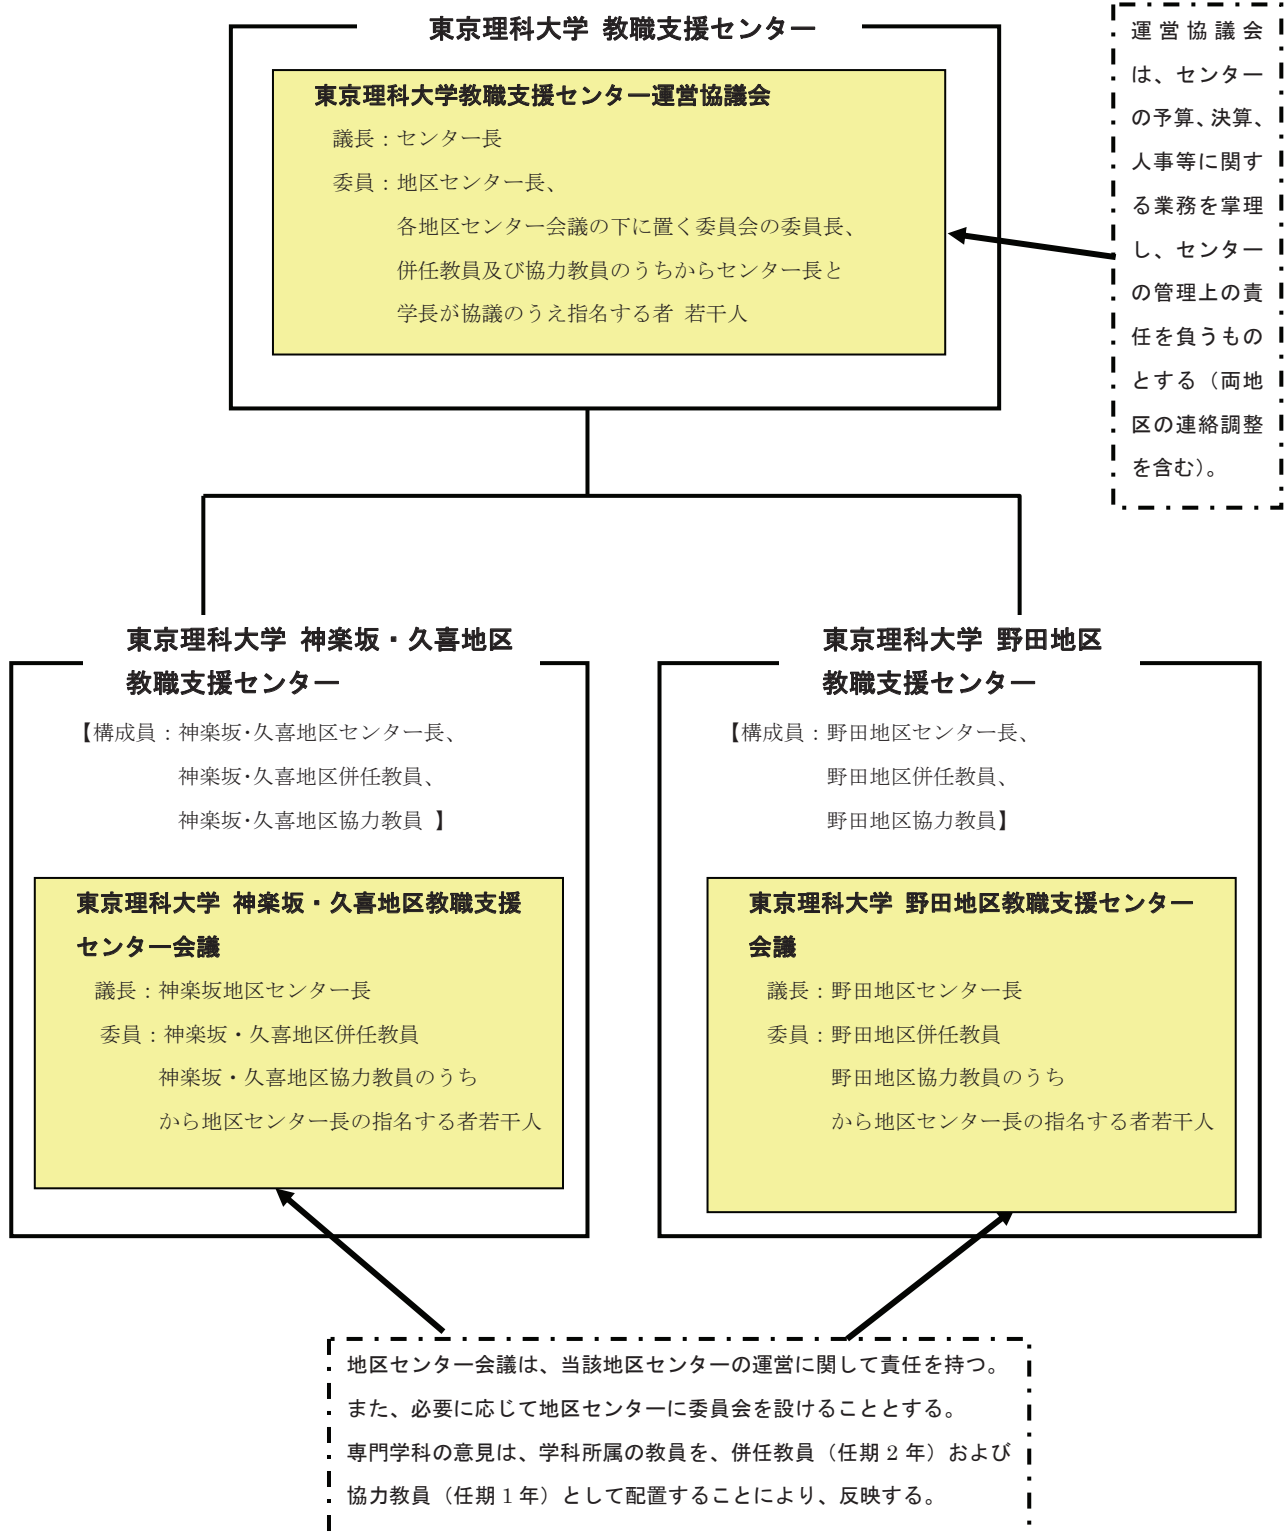 東京理科大学 教職支援センター
東京理科大学教職支援センター運営協議会
議長：センター長
委員：地区センター長、
各地区センター会議の下に置く委員会の委員長、
併任教員及び協力教員のうちからセンター長と
学長が協議のうえ指名する者 若干人
運営協議会
は、センター
の予算、決算、
人事等に関す
る業務を掌理
し、センター
の管理上の責
任を負うもの
とする（両地
区の連絡調整
を含む）。
東京理科大学 神楽坂・久喜地区
教職支援センター
【構成員：神楽坂･久喜地区センター長、
神楽坂･久喜地区併任教員、
神楽坂･久喜地区協力教員 】
東京理科大学 神楽坂・久喜地区教職支援
センター会議
議長：神楽坂地区センター長
委員：神楽坂・久喜地区併任教員
神楽坂・久喜地区協力教員のうち
から地区センター長の指名する者若干人
東京理科大学 野田地区
教職支援センター
【構成員：野田地区センター長、
野田地区併任教員、
野田地区協力教員】
東京理科大学 野田地区教職支援センター
会議
議長：野田地区センター長
委員：野田地区併任教員
野田地区協力教員のうち
から地区センター長の指名する者若干人
地区センター会議は、当該地区センターの運営に関して責任を持つ。
また、必要に応じて地区センターに委員会を設けることとする。
専門学科の意見は、学科所属の教員を、併任教員（任期 2 年）および
協力教員（任期 1 年）として配置することにより、反映する。